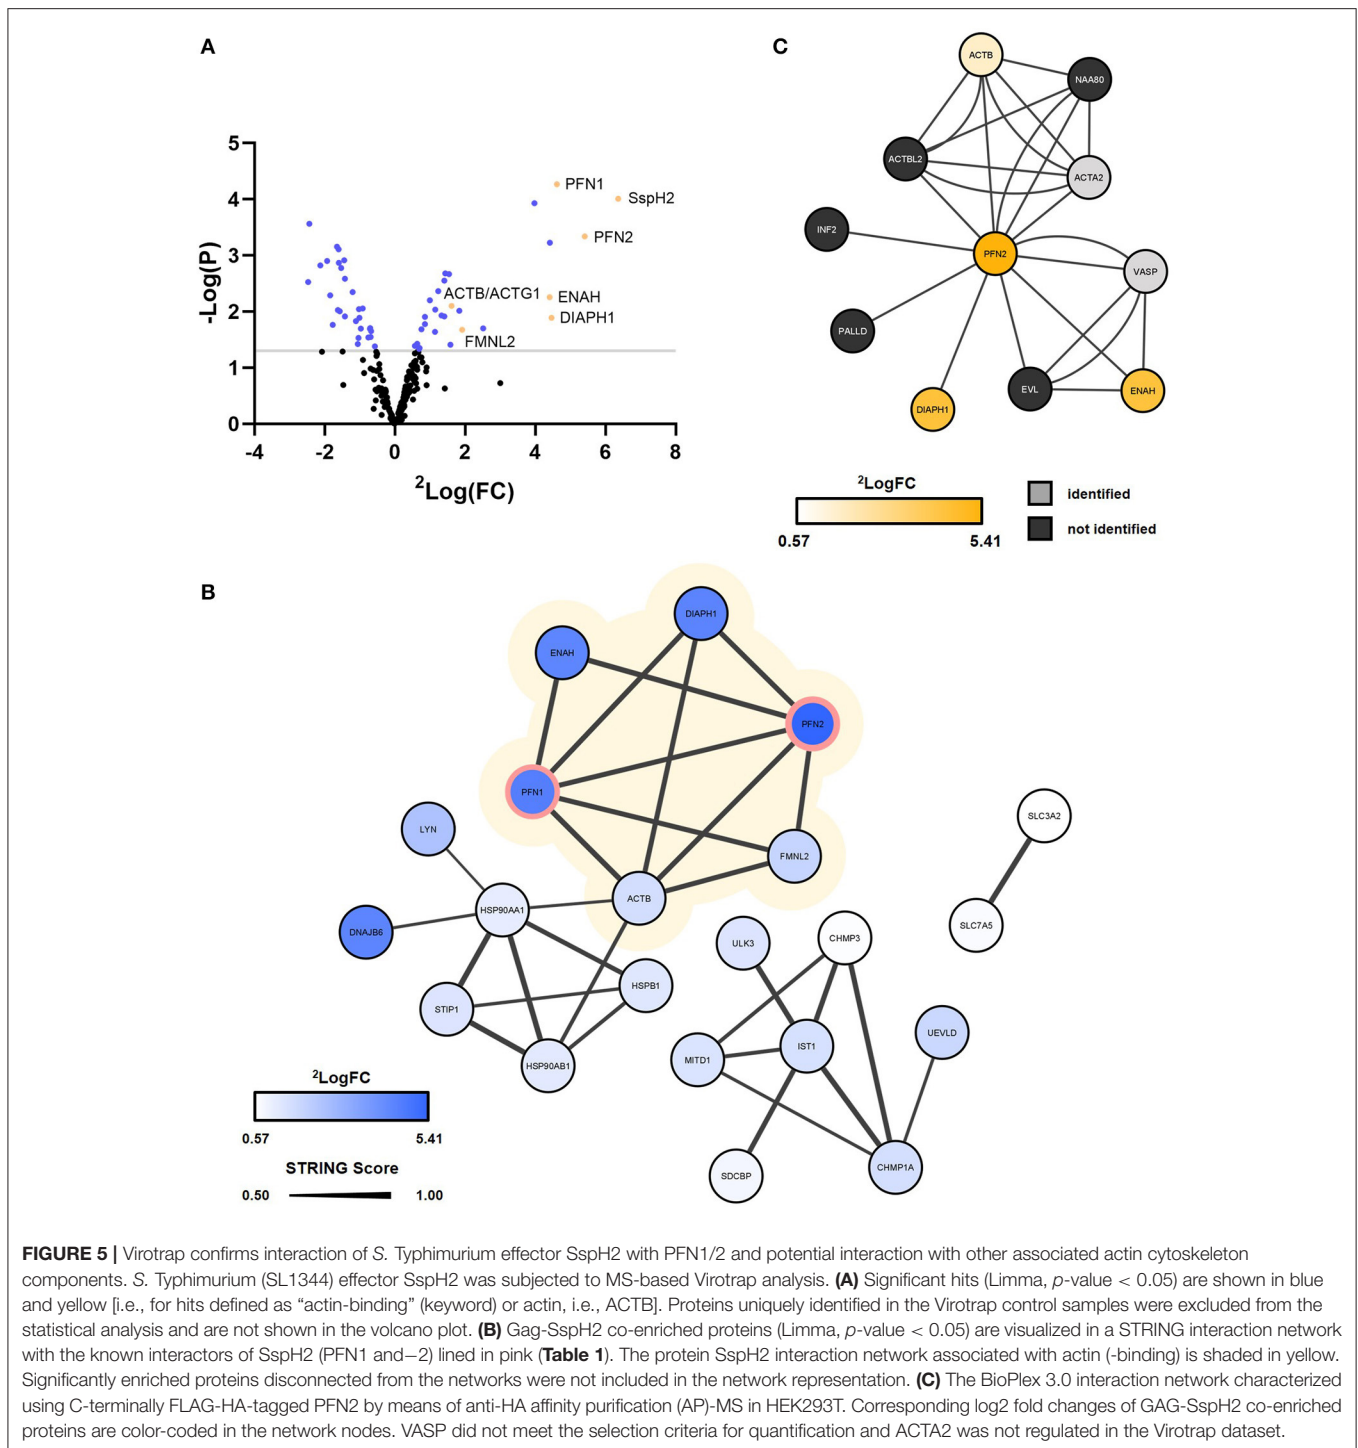 A
5
4
3
2
1
0
-4
-2
0
2
4
6
8
-Log(P)
²Log(FC)
PFN1
SspH2
PFN2
ACTB/ACTG1
ENAH
DIAPH1
FMNL2
C
ACTB
NAA80
ACTBL2
ACTA2
INF2
PFN2
VASP
PALLD
EVL
ENAH
DIAPH1
²LogFC
0.57
5.41
identified
not identified
B
DIAPH1
ENAH
PFN2
PFN1
FMNL2
ACTB
LYN
HSP90AA1
DNAJB6
STIP1
HSPB1
HSP90AB1
SLC3A2
SLC7A5
ULK3
CHMP3
UEVLD
MITD1
IST1
SDCBP
CHMP1A
²LogFC
0.57
5.41
STRING Score
0.50
1.00
FIGURE 5 | Virotrap confirms interaction of S. Typhimurium effector SspH2 with PFN1/2 and potential interaction with other associated actin cytoskeleton
components. S. Typhimurium (SL1344) effector SspH2 was subjected to MS-based Virotrap analysis. (A) Significant hits (Limma, p-value < 0.05) are shown in blue
and yellow [i.e., for hits defined as “actin-binding” (keyword) or actin, i.e., ACTB]. Proteins uniquely identified in the Virotrap control samples were excluded from the
statistical analysis and are not shown in the volcano plot. (B) Gag-SspH2 co-enriched proteins (Limma, p-value < 0.05) are visualized in a STRING interaction network
with the known interactors of SspH2 (PFN1 and−2) lined in pink (Table 1). The protein SspH2 interaction network associated with actin (-binding) is shaded in yellow.
Significantly enriched proteins disconnected from the networks were not included in the network representation. (C) The BioPlex 3.0 interaction network characterized
using C-terminally FLAG-HA-tagged PFN2 by means of anti-HA affinity purification (AP)-MS in HEK293T. Corresponding log2 fold changes of GAG-SspH2 co-enriched
proteins are color-coded in the network nodes. VASP did not meet the selection criteria for quantification and ACTA2 was not regulated in the Virotrap dataset.